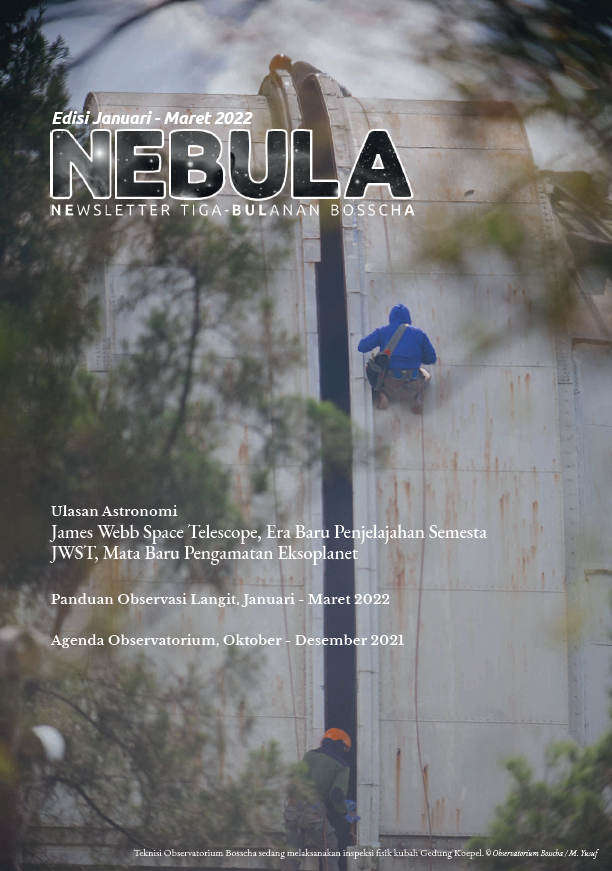 Edisi Januari - Maret 2022
NEBULA
NEWSLETTER TIGA-BULANAN BOSSCHA
Ulasan Astronomi
James Webb Space Telescope, Era Baru Penjelajahan Semesta
JWST, Mata Baru Pengamatan Eksoplanet
Panduan Observasi Langit, Januari - Maret 2022
Agenda Observatorium, Oktober - Desember 2021
Teknisi Observatorium Bosscha sedang melaksanakan inspeksi fisik kubah Gedung Koepel. © Observatorium Bosscha / M. Yusuf